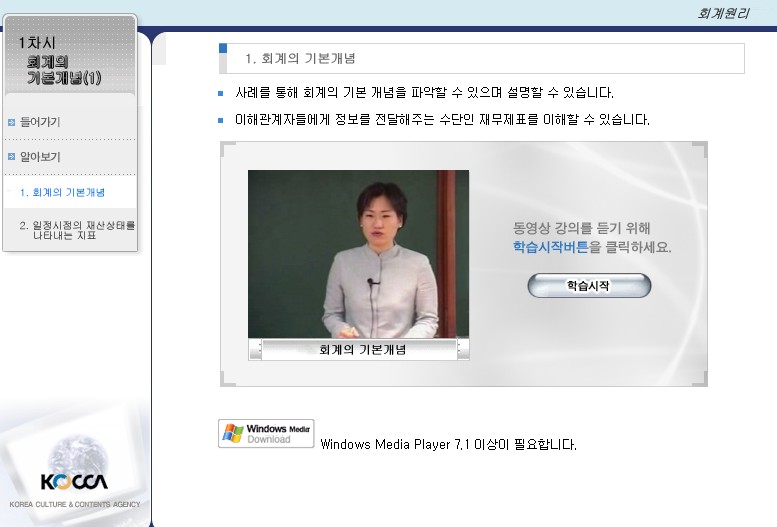 회계원리
1차시
회계의
기본개념(1)
들어가기
알아보기
1. 회계의 기본개념
2. 일정시점의 재산상태를
나타내는 지표
1. 회계의 기본개념
사례를 통해 회계의 기본 개념을 파악할 수 있으며 설명할 수 있습니다.
이해관계자들에게 정보를 전달해주는 수단인 재무제표를 이해할 수 있습니다.
동영상 강의를 듣기 위해
학습시작버튼을 클릭하세요.
학습시작
회계의 기본개념
Windows Media
Download
Windows Media Player 7.1 이상이 필요합니다.
KOCCA
KOREA CULTURE & CONTENTS AGENCY